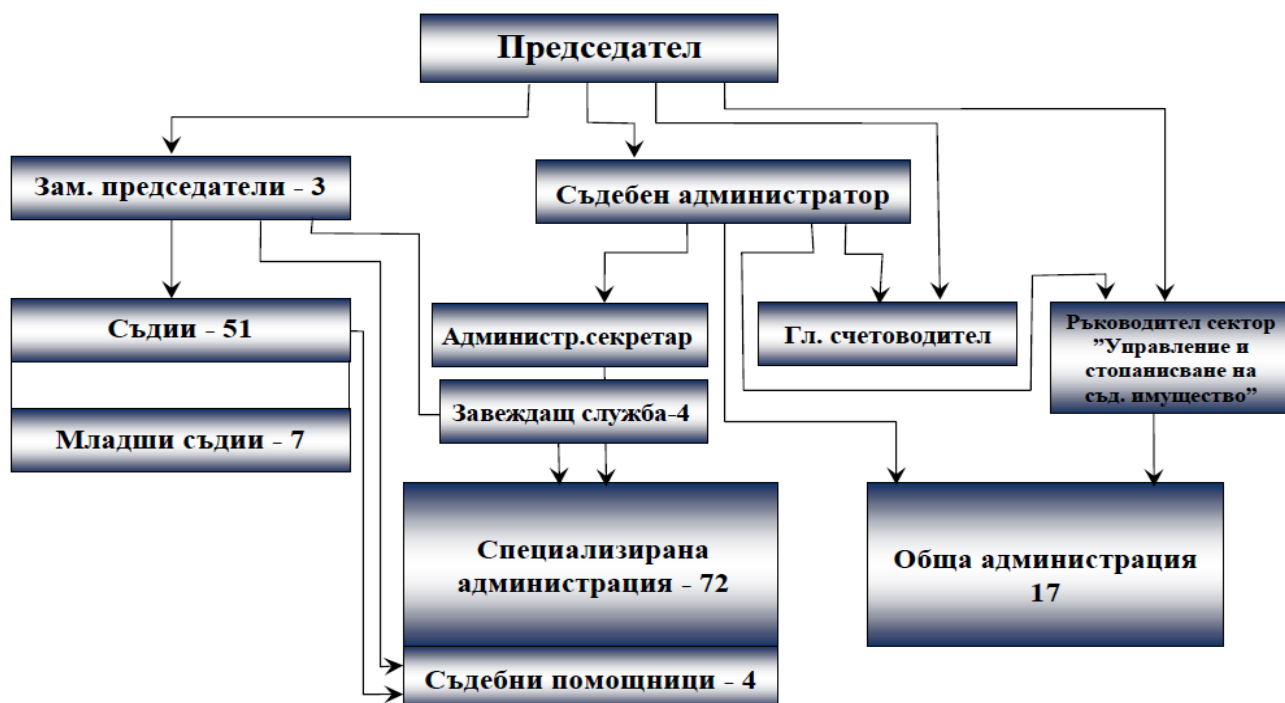 Председател
Зам. председатели - 3
Съдебен администратор
Съдии - 51
Администр.секретар
Гл. счетоводител
Ръководител сектор
”Управление и
стопанисване на
съд. имущество”
Младши съдии - 7
Завеждащ служба-4
Специализирана
администрация - 72
Обща администрация
17
Съдебни помощници - 4